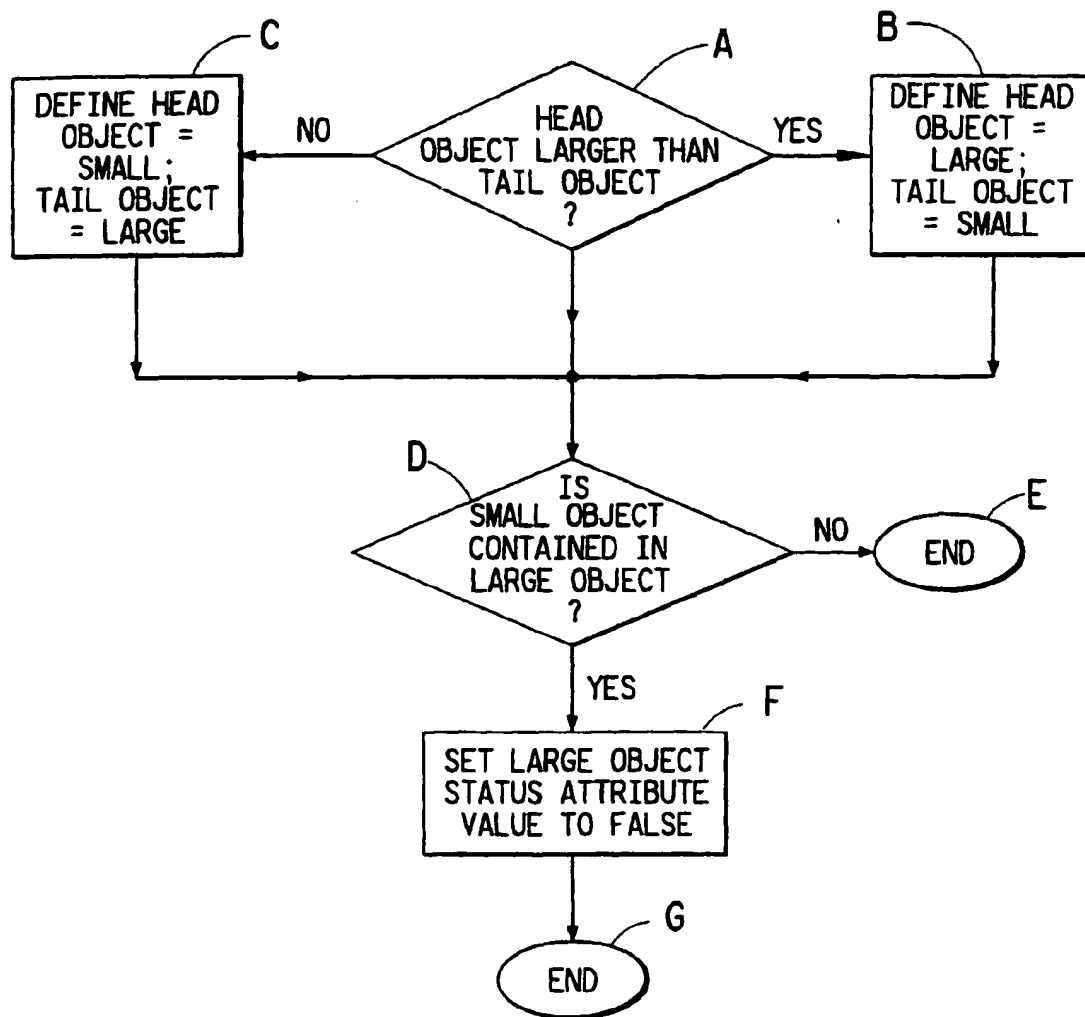 C
A
B
DEFINE HEAD
OBJECT =
SMALL;
TAIL OBJECT
= LARGE
NO
HEAD
OBJECT LARGER THAN
TAIL OBJECT
?
YES
DEFINE HEAD
OBJECT =
LARGE;
TAIL OBJECT
= SMALL
D
IS
SMALL OBJECT
CONTAINED IN
LARGE OBJECT
?
NO
E
END
YES
F
SET LARGE OBJECT
STATUS ATTRIBUTE
VALUE TO FALSE
G
END